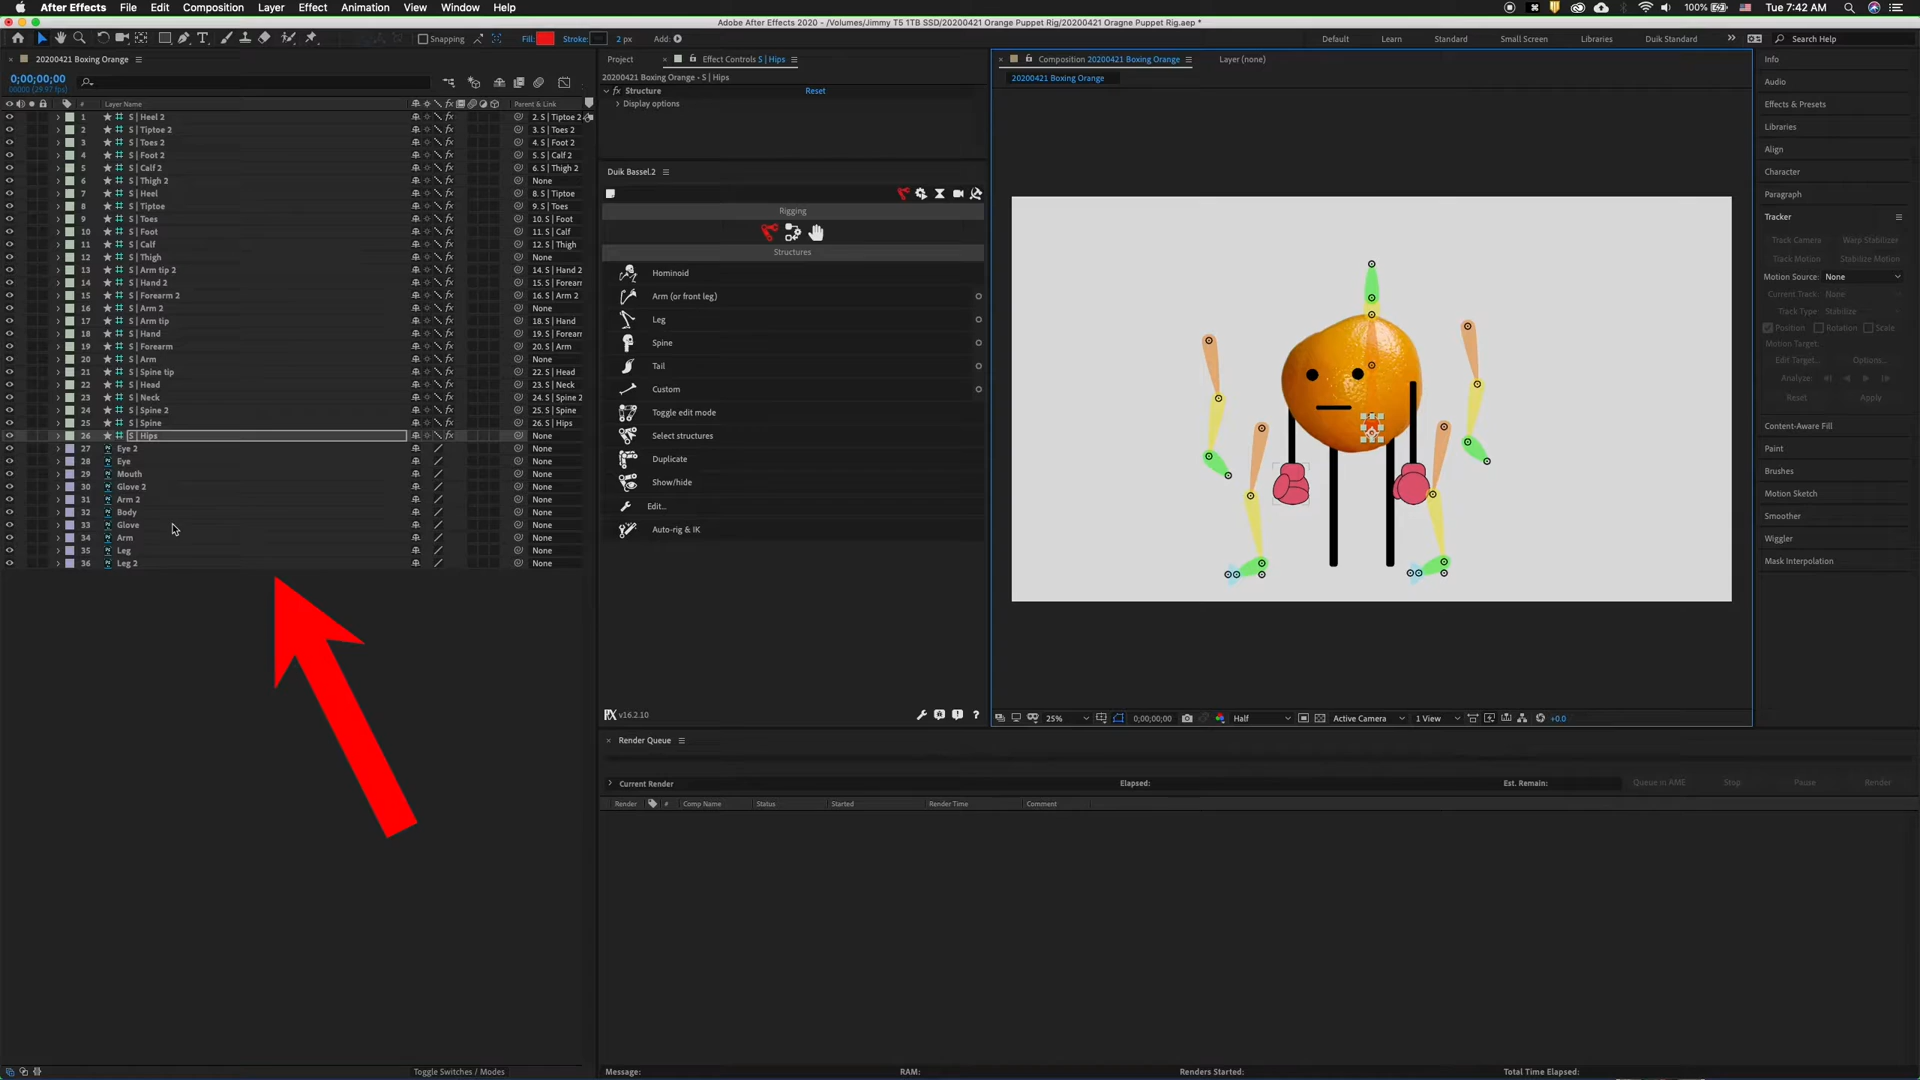 After Effects File Edit Composition Layer Effect Animation View Window Help 100% Tue 7:42 AM
Adobe After Effects 2020 - /Volumes/Jimmy T5 1TB SSD/20200421 Orange Puppet Rig/20200421 Oragne Puppet Rig.aep *
Snapping Fill: Stroke: 2 px Add: Default Learn Standard Small Screen Libraries Duik Standard Search Help
20200421 Boxing Orange
0;00;00;00
00000 (29.97 fps)
# Layer Name Parent & Link
1 S | Heel 2 2. S | Tiptoe 2
2 S | Tiptoe 2 3. S | Toes 2
3 S | Toes 2 4. S | Foot 2
4 S | Foot 2 5. S | Calf 2
5 S | Calf 2 6. S | Thigh 2
6 S | Thigh 2 None
7 S | Heel 8. S | Tiptoe
8 S | Tiptoe 9. S | Toes
9 S | Toes 10. S | Foot
10 S | Foot 11. S | Calf
11 S | Calf 12. S | Thigh
12 S | Thigh None
13 S | Arm tip 2 14. S | Hand 2
14 S | Hand 2 15. S | Forearm
15 S | Forearm 2 16. S | Arm 2
16 S | Arm 2 None
17 S | Arm tip 18. S | Hand
18 S | Hand 19. S | Forearm
19 S | Forearm 20. S | Arm
20 S | Arm None
21 S | Spine tip 22. S | Head
22 S | Head 23. S | Neck
23 S | Neck 24. S | Spine 2
24 S | Spine 2 25. S | Spine
25 S | Spine 26. S | Hips
26 S | Hips None
27 Eye 2 None
28 Eye None
29 Mouth None
30 Glove 2 None
31 Arm 2 None
32 Body None
33 Glove None
34 Arm None
35 Leg None
36 Leg 2 None
Toggle Switches / Modes
Project Effect Controls S | Hips
20200421 Boxing Orange • S | Hips
fx Structure Reset
Display options
Duik Bassel.2
Rigging
Structures
Hominoid
Arm (or front leg)
Leg
Spine
Tail
Custom
Toggle edit mode
Select structures
Duplicate
Show/hide
Edit...
Auto-rig & IK
v16.2.10
Composition 20200421 Boxing Orange Layer (none)
20200421 Boxing Orange
25% 0;00;00;00 Half Active Camera 1 View +0.0
Info
Audio
Effects & Presets
Libraries
Align
Character
Paragraph
Tracker
Track Camera Warp Stabilizer
Track Motion Stabilize Motion
Motion Source: None
Current Track: None
Track Type: Stabilize
Position Rotation Scale
Motion Target:
Edit Target... Options...
Analyze:
Reset Apply
Content-Aware Fill
Paint
Brushes
Motion Sketch
Smoother
Wiggler
Mask Interpolation
Render Queue
Current Render Elapsed: Est. Remain: Queue in AME Stop Pause Render
Render # Comp Name Status Started Render Time Comment
Message: RAM: Renders Started: Total Time Elapsed: